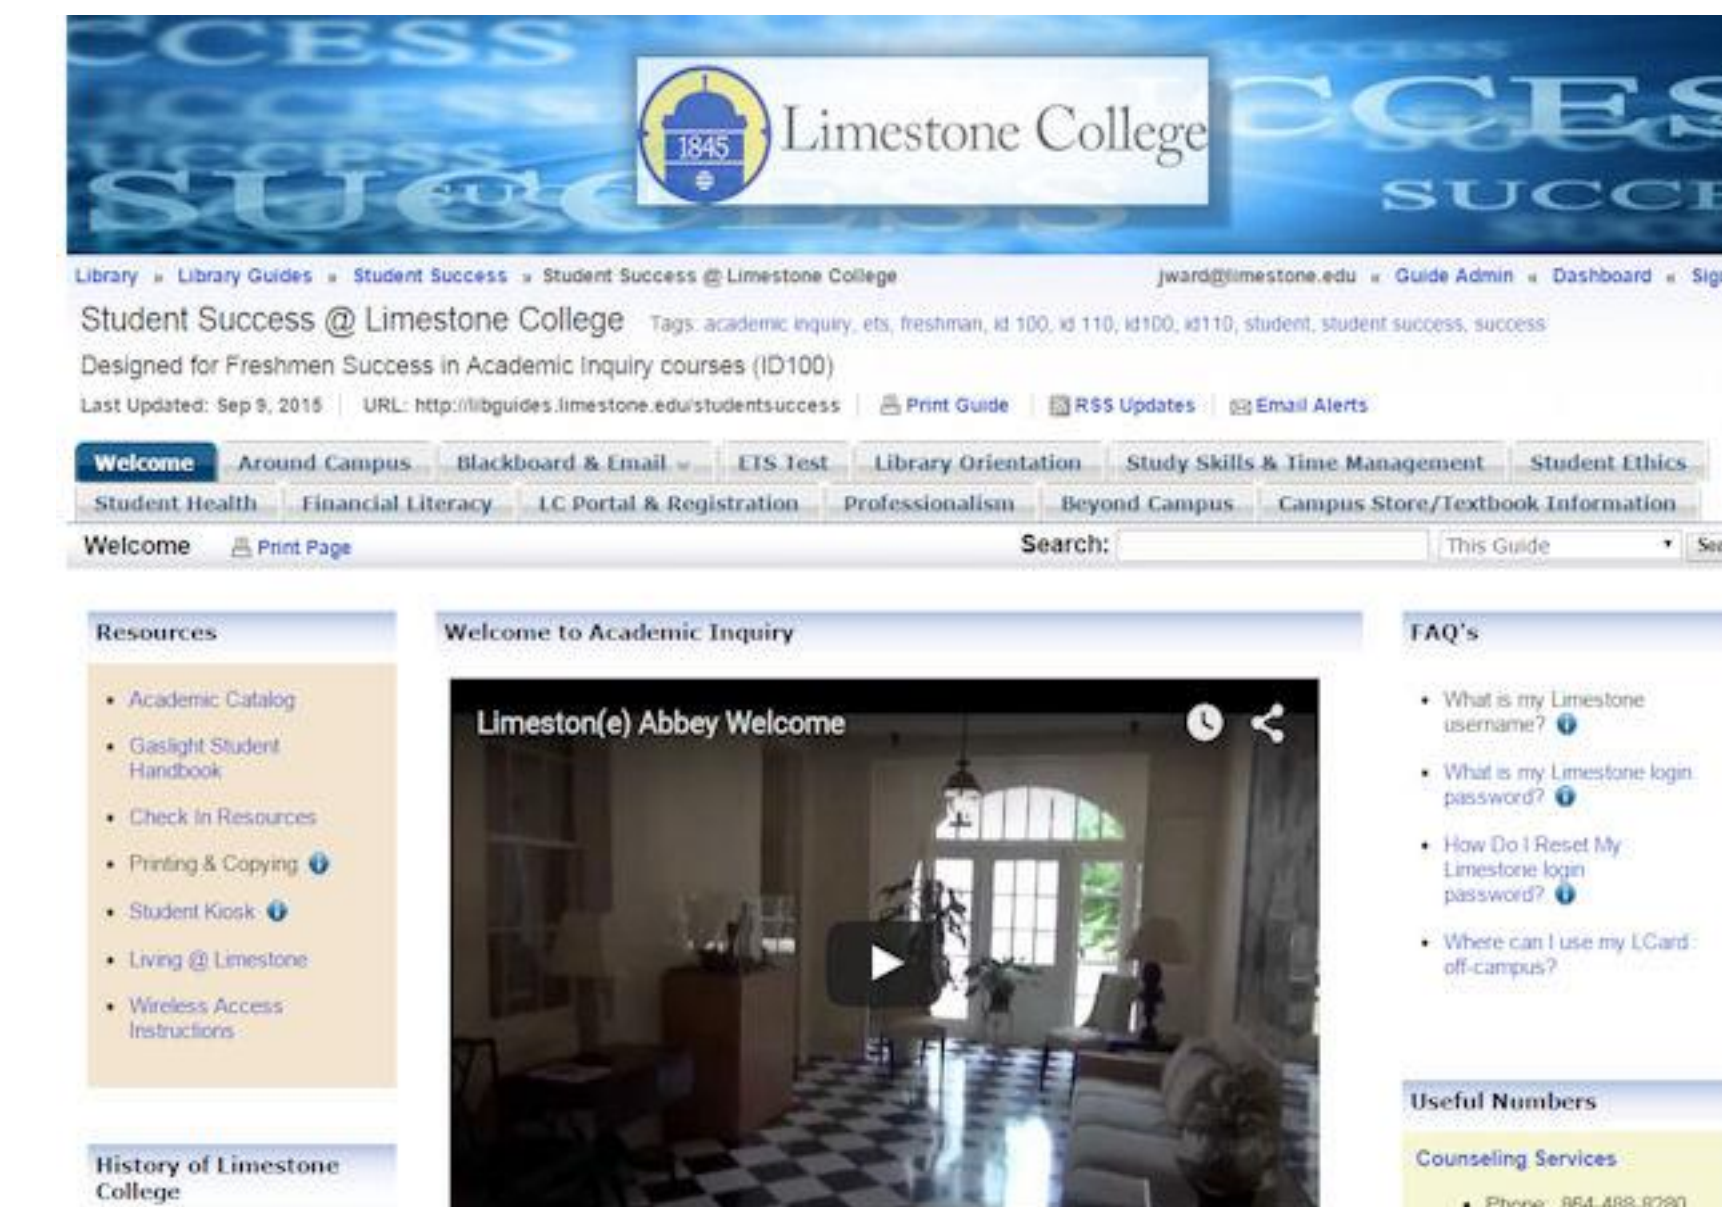 CCESS
SUCCESS
SUCCESS
1845
Limestone College
Library » Library Guides » Student Success » Student Success @ Limestone College
jward@limestone.edu « Guide Admin « Dashboard «
Student Success @ Limestone College
Tags: academic inquiry, ets, freshman, id 100, id 110, id100, id110, student, student success, success
Designed for Freshmen Success in Academic Inquiry courses (ID100)
Last Updated: Sep 9, 2015
URL: http://libguides.limestone.edu/studentsuccess
Print Guide
RSS Updates
Email Alerts
Welcome Around Campus Blackboard & Email ETS Test Library Orientation Study Skills & Time Management Student Ethics
Student Health Financial Literacy LC Portal & Registration Professionalism Beyond Campus Campus Store/Textbook Information
Welcome Print Page
Search: This Guide
Resources
Academic Catalog
Gaslight Student
Handbook
Check In Resources
Printing & Copying
Student Kiosk
Living @ Limestone
Wireless Access
Instructions
History of Limestone
College
Welcome to Academic Inquiry
Limeston(e) Abbey Welcome
FAQ's
What is my Limestone
username?
What is my Limestone login
password?
How Do I Reset My
Limestone login
password?
Where can I use my LCard
off-campus?
Useful Numbers
Counseling Services
Phone: 864-488-8280